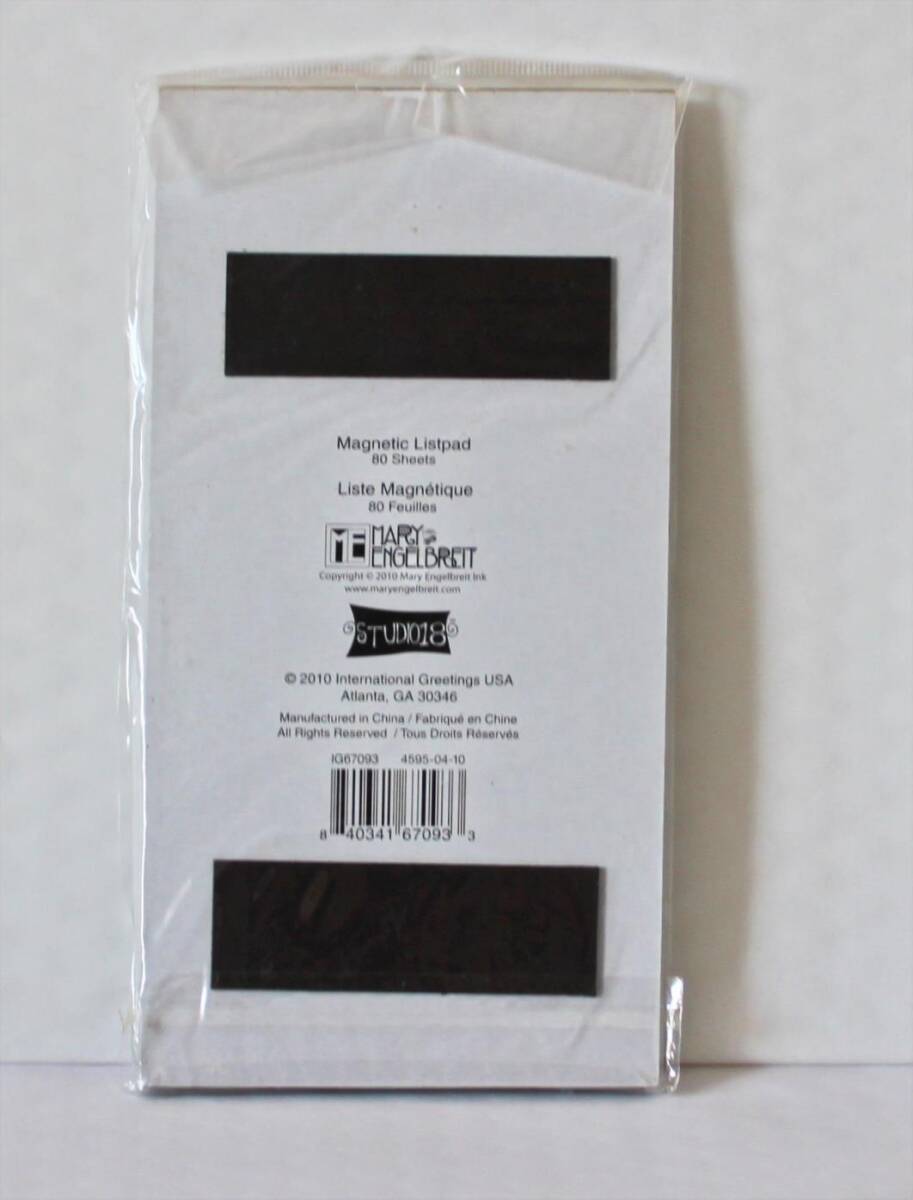 Magnetic Listpad
80 Sheets
Liste Magnétique
80 Feuilles
ME MARY ENGELBREIT
Copyright © 2010 Mary Engelbreit Ink
www.maryengelbreit.com
STUDIO18
© 2010 International Greetings USA
Atlanta, GA 30346
Manufactured in China / Fabriqué en Chine
All Rights Reserved / Tous Droits Réservés
IG67093 4595-04-10
8 40341 67093 3